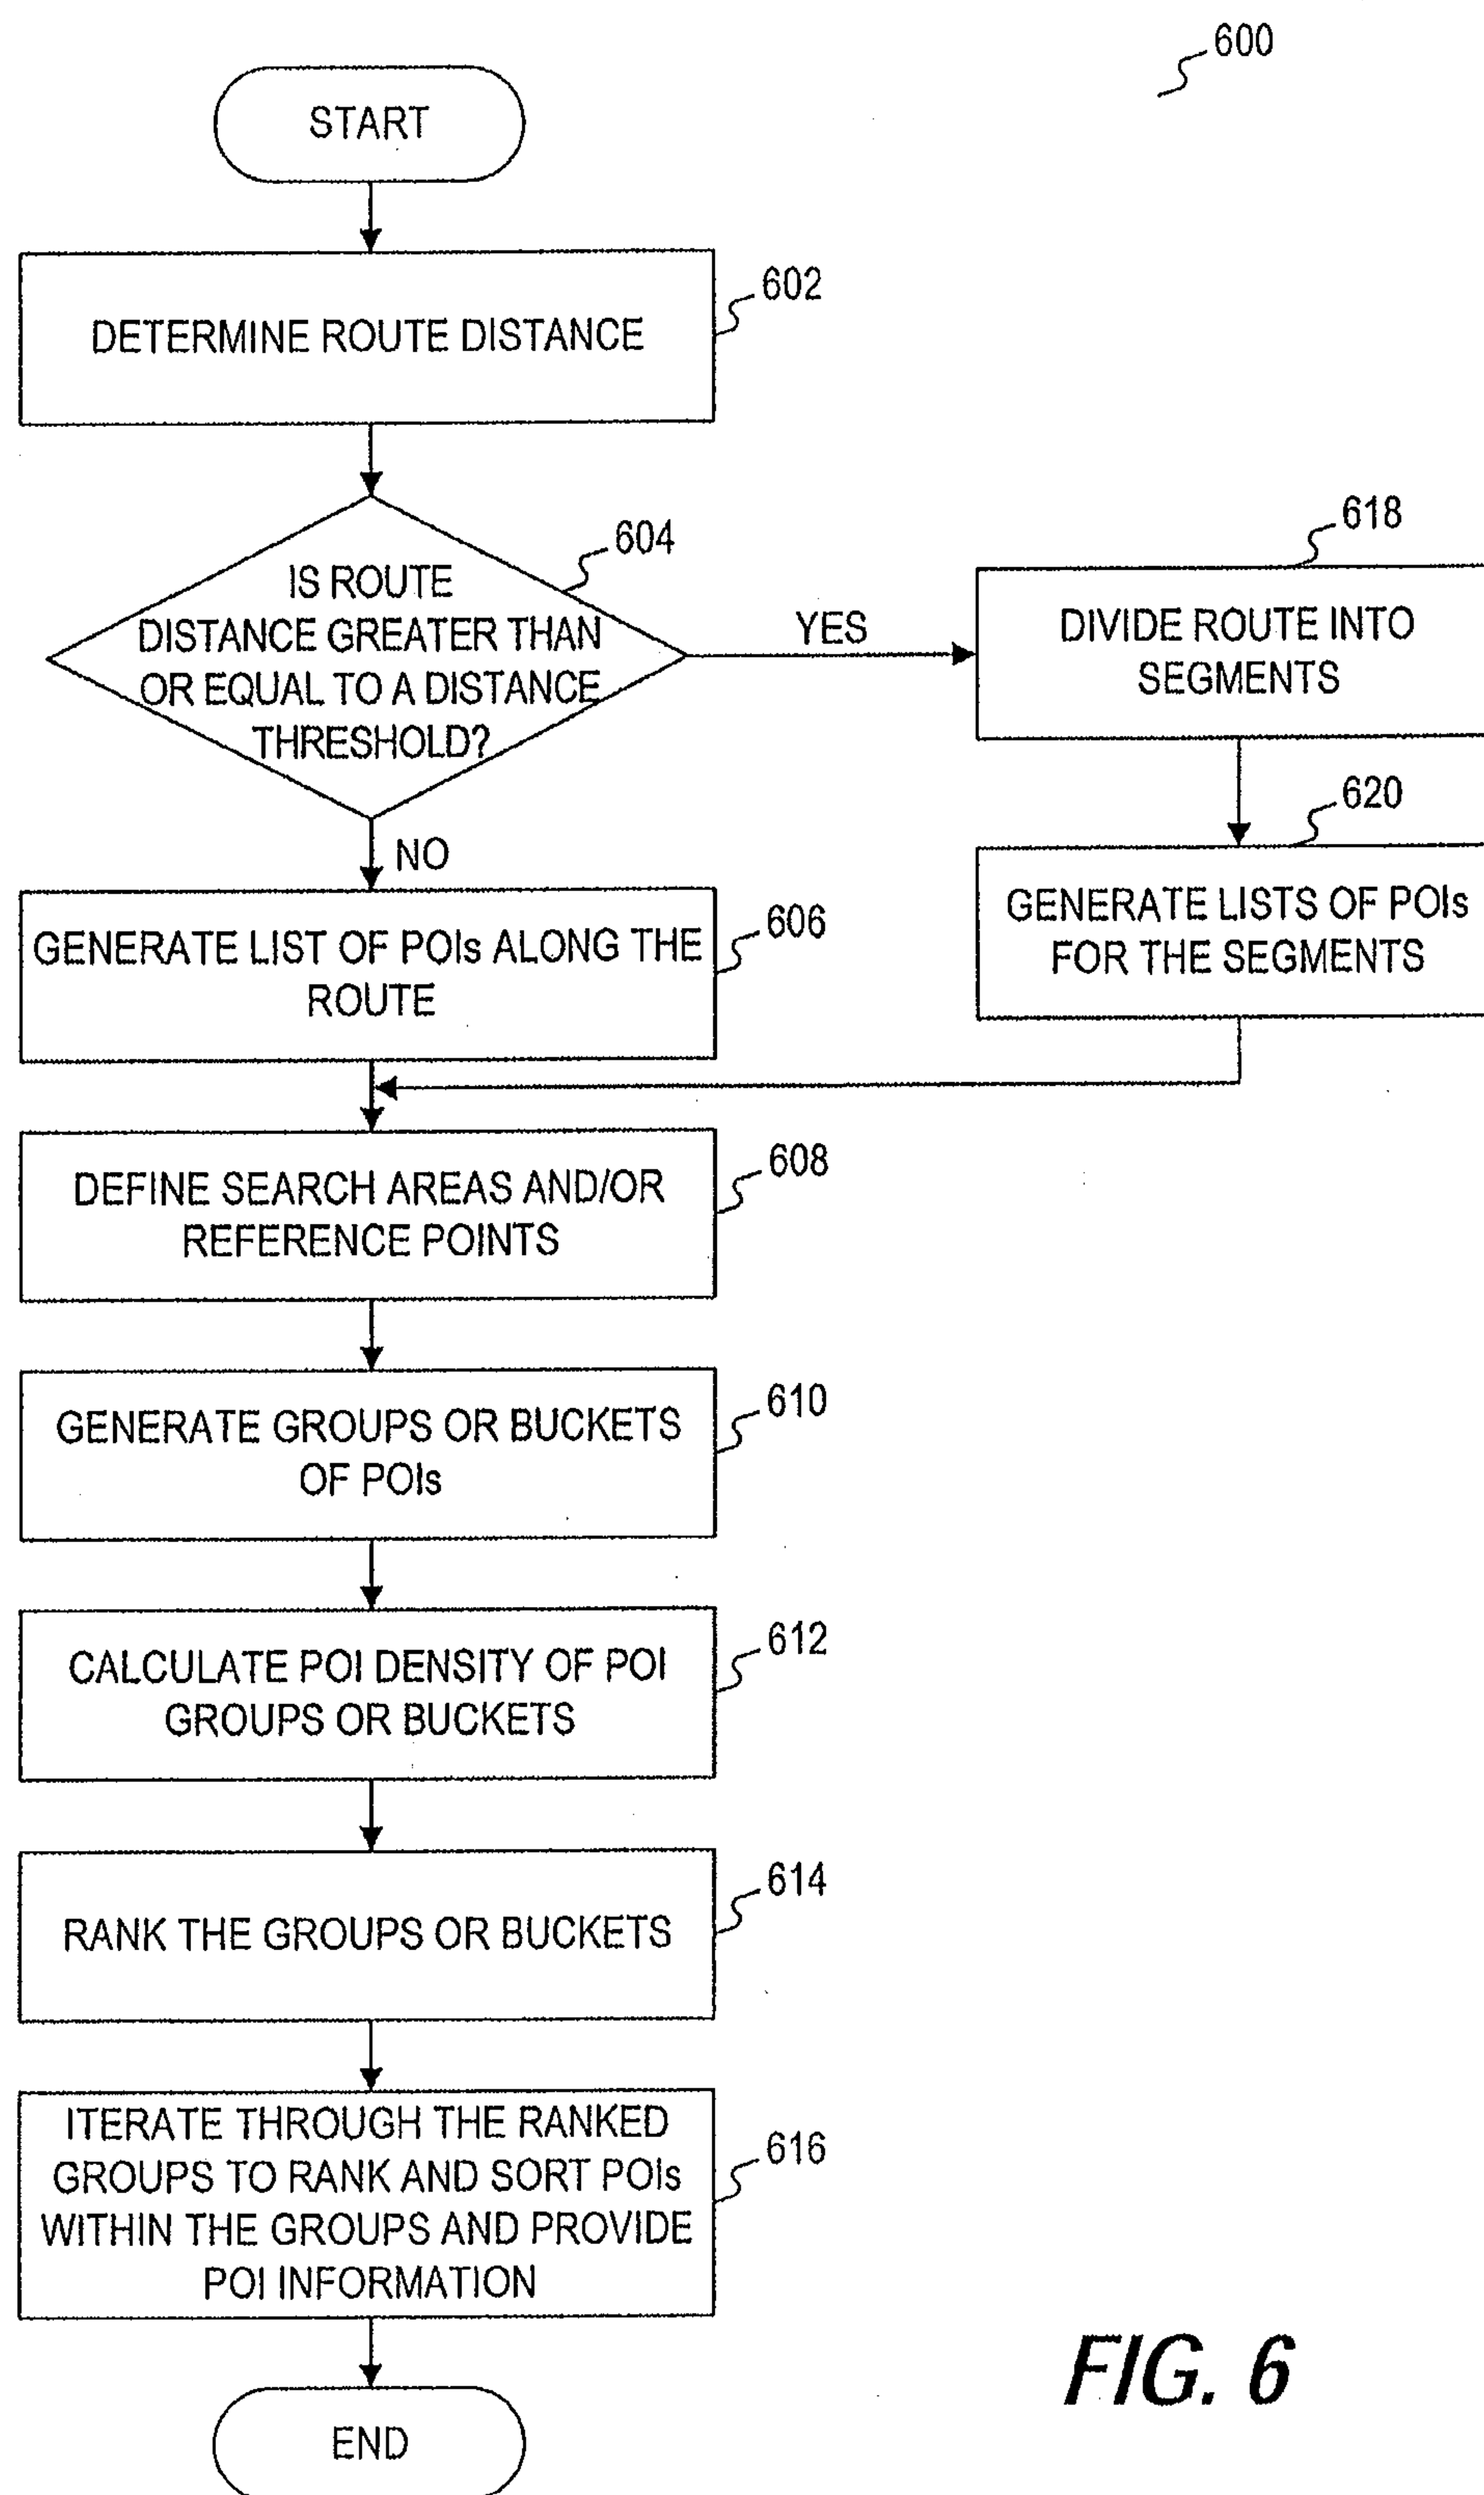 600
START
602
DETERMINE ROUTE DISTANCE
604
IS ROUTE
DISTANCE GREATER THAN
OR EQUAL TO A DISTANCE
THRESHOLD?
YES
618
DIVIDE ROUTE INTO
SEGMENTS
620
GENERATE LISTS OF POIs
FOR THE SEGMENTS
NO
606
GENERATE LIST OF POIs ALONG THE
ROUTE
608
DEFINE SEARCH AREAS AND/OR
REFERENCE POINTS
610
GENERATE GROUPS OR BUCKETS
OF POIs
612
CALCULATE POI DENSITY OF POI
GROUPS OR BUCKETS
614
RANK THE GROUPS OR BUCKETS
616
ITERATE THROUGH THE RANKED
GROUPS TO RANK AND SORT POIs
WITHIN THE GROUPS AND PROVIDE
POI INFORMATION
END
FIG. 6